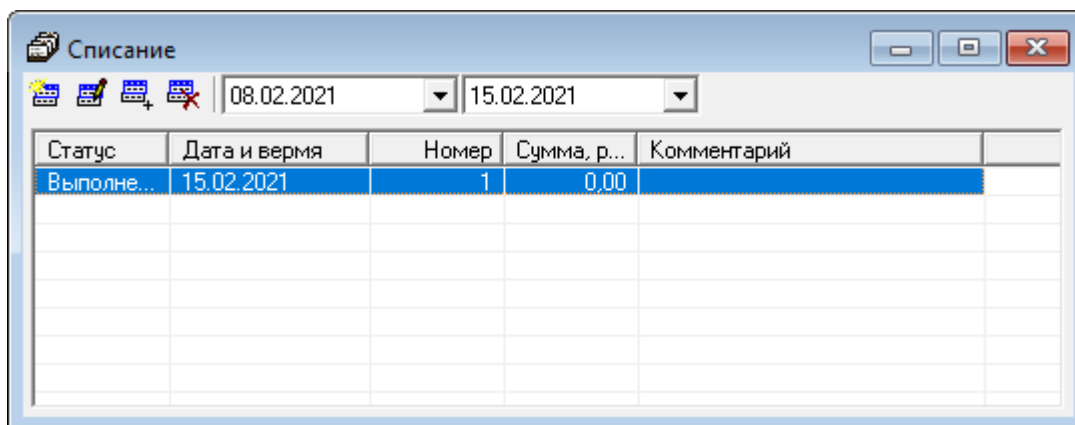 Списание
08.02.2021 15.02.2021
Статус Дата и вермя Номер Сумма, р... Комментарий
Выполне... 15.02.2021 1 0,00